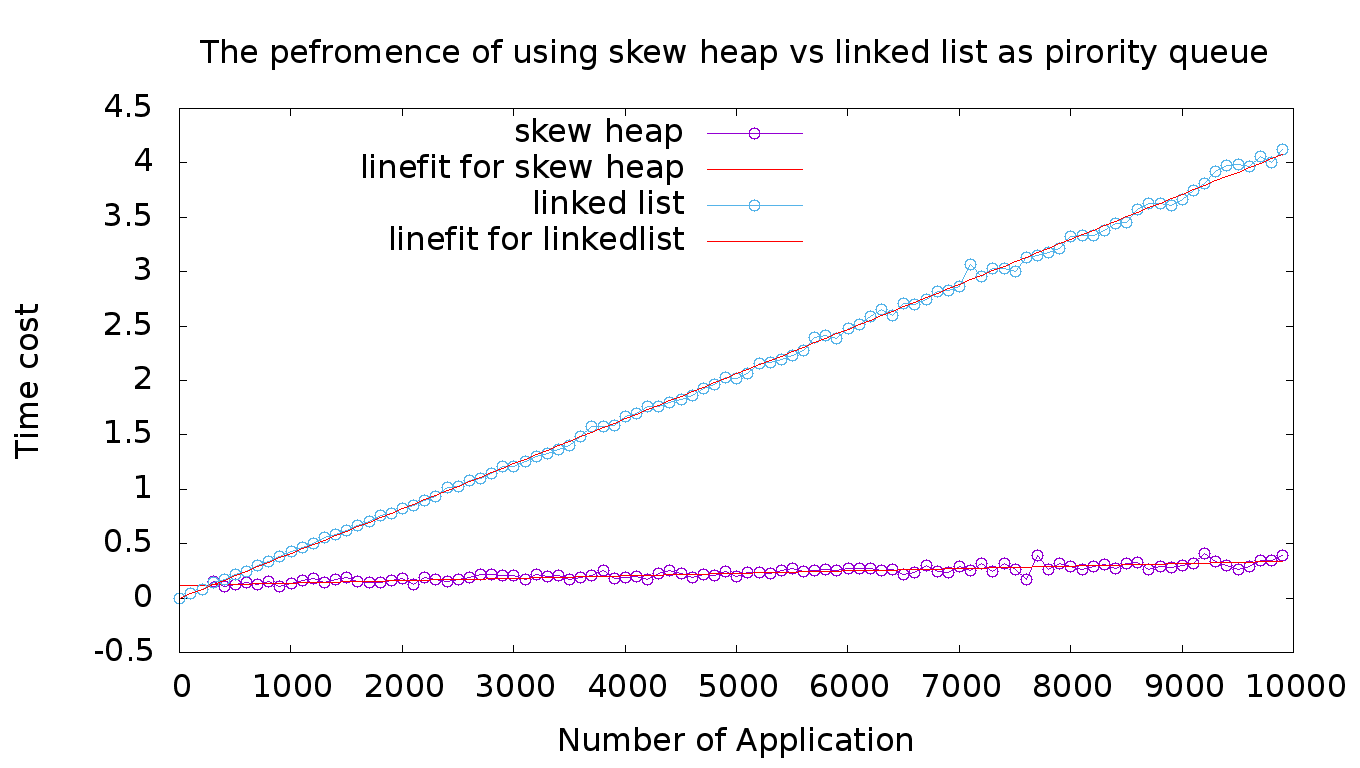 The pefromence of using skew heap vs linked list as pirority queue
4.5
4
3.5
3
2.5
2
1.5
1
0.5
0
-0.5
skew heap
linefit for skew heap
linked list
linefit for linkedlist
Time cost
0 1000 2000 3000 4000 5000 6000 7000 8000 9000 10000
Number of Application